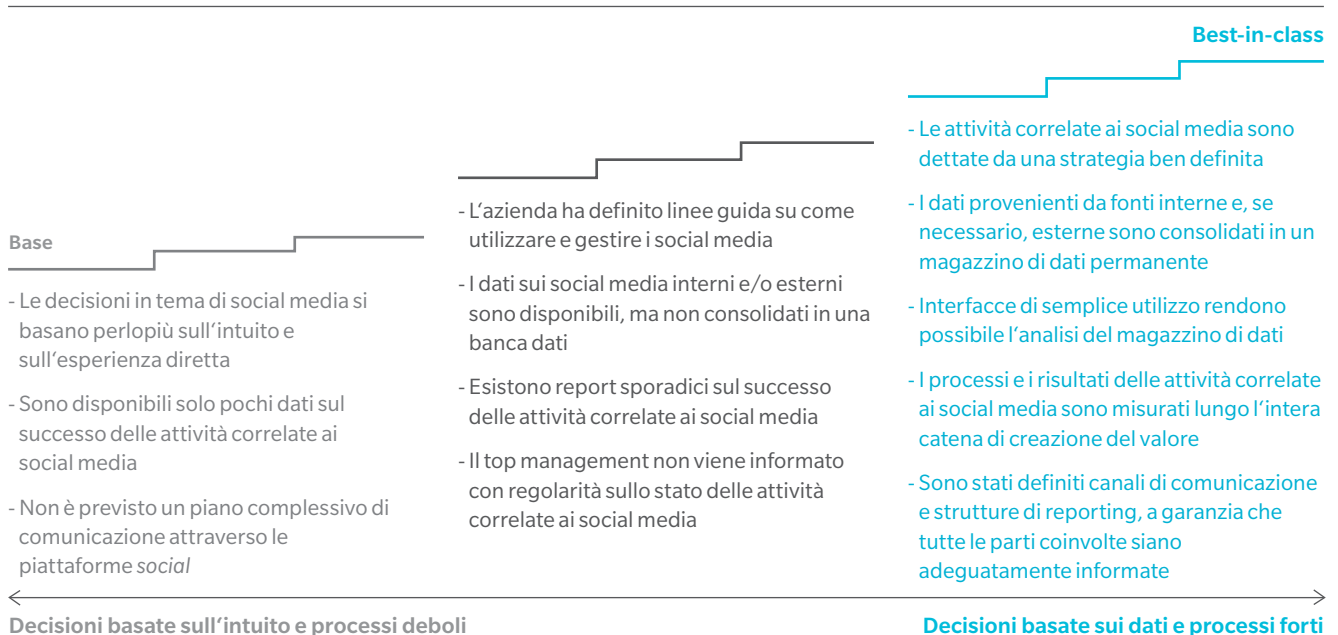 Best-in-class
- Le attività correlate ai social media sono
dettate da una strategia ben definita
- I dati provenienti da fonti interne e, se
necessario, esterne sono consolidati in un
magazzino di dati permanente
- Interfacce di semplice utilizzo rendono
possibile l‘analisi del magazzino di dati
- I processi e i risultati delle attività correlate
ai social media sono misurati lungo l‘intera
catena di creazione del valore
- Sono stati definiti canali di comunicazione
e strutture di reporting, a garanzia che
tutte le parti coinvolte siano
adeguatamente informate
- L‘azienda ha definito linee guida su come
utilizzare e gestire i social media
- I dati sui social media interni e/o esterni
sono disponibili, ma non consolidati in una
banca dati
- Esistono report sporadici sul successo
delle attività correlate ai social media
- Il top management non viene informato
con regolarità sullo stato delle attività
correlate ai social media
Base
- Le decisioni in tema di social media si
basano perlopiù sull‘intuito e
sull‘esperienza diretta
- Sono disponibili solo pochi dati sul
successo delle attività correlate ai
social media
- Non è previsto un piano complessivo di
comunicazione attraverso le
piattaforme social
Decisioni basate sull‘intuito e processi deboli
Decisioni basate sui dati e processi forti